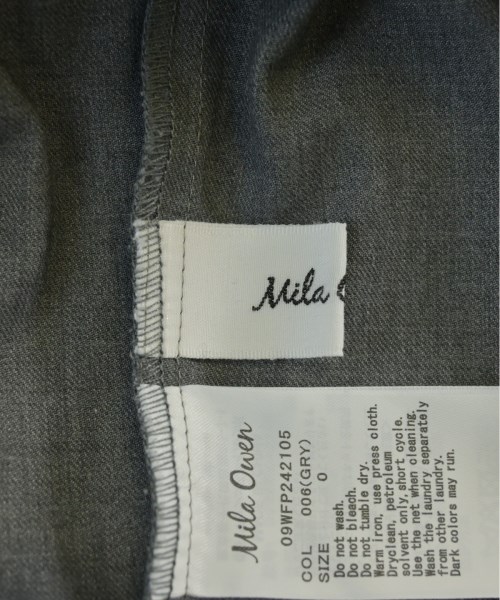 Mila
Mila Owen
09WFP242105
COL 006(GRY)
SIZE 0
Do not wash.
Do not bleach.
Do not tumble dry.
Warm iron, use press cloth.
Dryclean, petroleum
solvent only, short cycle.
Use the net when cleaning.
Wash the laundry separately
from other laundry.
Dark colors may run.